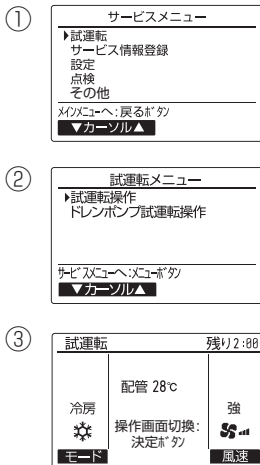 ①
サービスメニュー
▶試運転
サービス情報登録
設定
点検
その他
メインメニューへ:戻るボタン
▼カーソル▲
②
試運転メニュー
▶試運転操作
ドレンポンプ試運転操作
サービスメニューへ:メニューボタン
▼カーソル▲
③
試運転 残り2:00
配管 28℃
冷房 強
操作画面切換:
決定ボタン
モード 風速